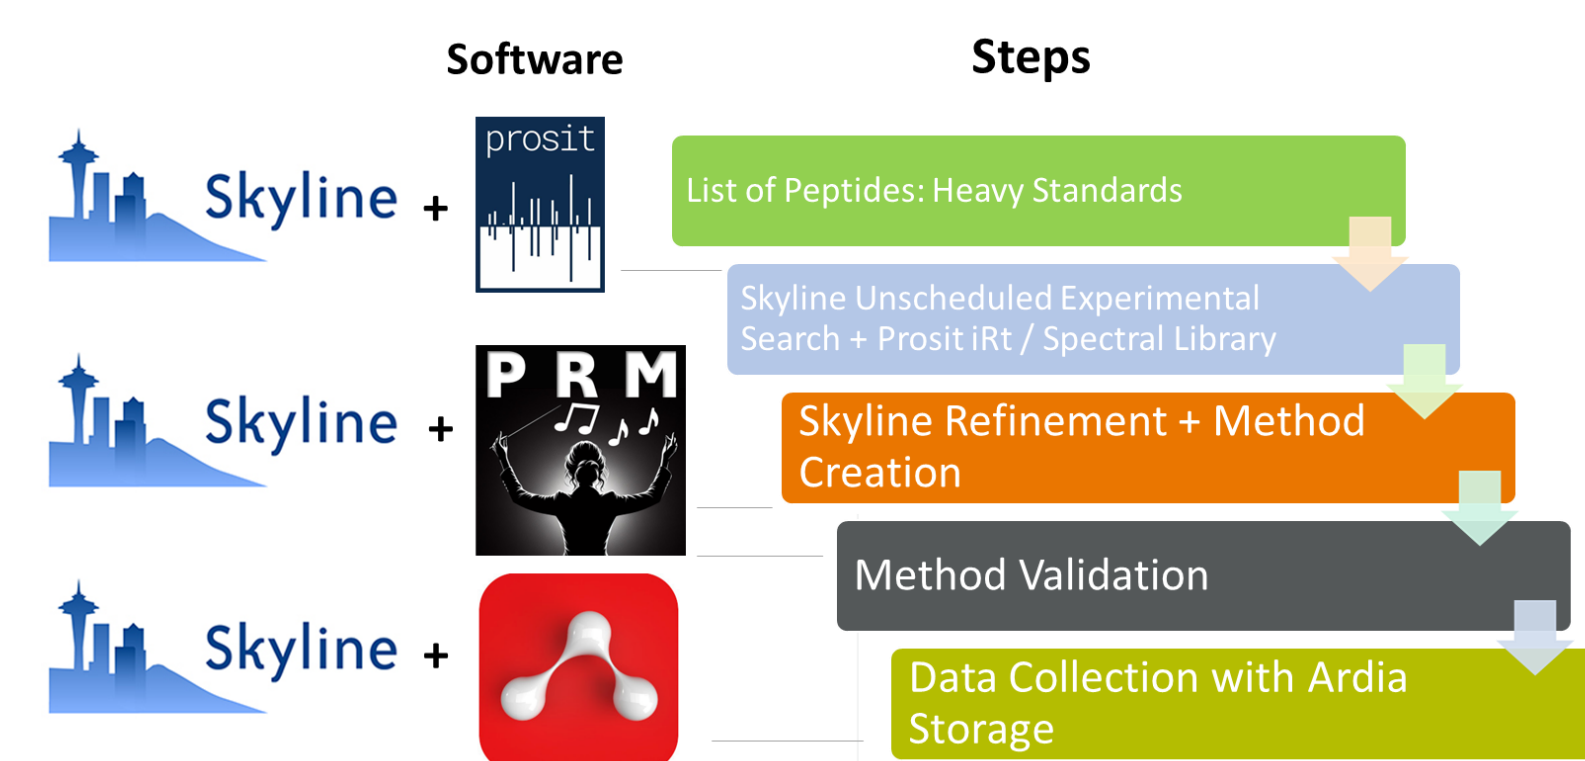 Software
Steps
Skyline +
prosit
List of Peptides: Heavy Standards
Skyline Unscheduled Experimental
Search + Prosit iRt / Spectral Library
Skyline +
P R M
Skyline Refinement + Method
Creation
Method Validation
Skyline +
Data Collection with Ardia
Storage